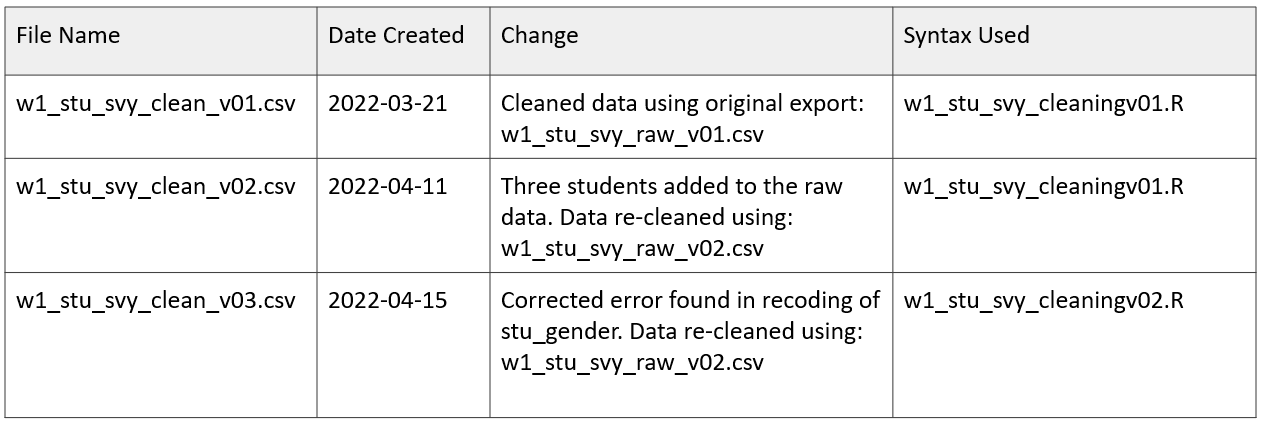 File Name Date Created Change Syntax Used
w1_stu_svy_clean_v01.csv 2022-03-21 Cleaned data using original export: w1_stu_svy_cleaningv01.R
w1_stu_svy_raw_v01.csv
w1_stu_svy_clean_v02.csv 2022-04-11 Three students added to the raw w1_stu_svy_cleaningv01.R
data. Data re-cleaned using:
w1_stu_svy_raw_v02.csv
w1_stu_svy_clean_v03.csv 2022-04-15 Corrected error found in recoding of w1_stu_svy_cleaningv02.R
stu_gender. Data re-cleaned using:
w1_stu_svy_raw_v02.csv